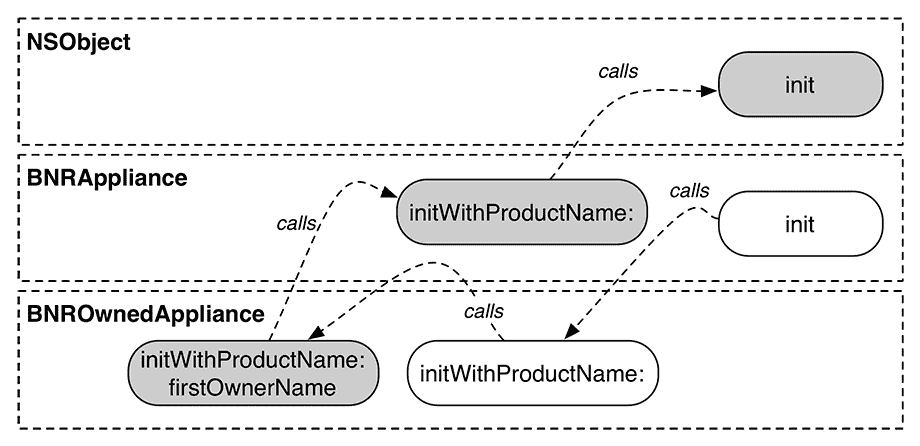 NSObject
calls
init
BNRAppliance
calls
initWithProductName:
calls
init
BNROwnedAppliance
calls
initWithProductName:
firstOwnerName
initWithProductName: